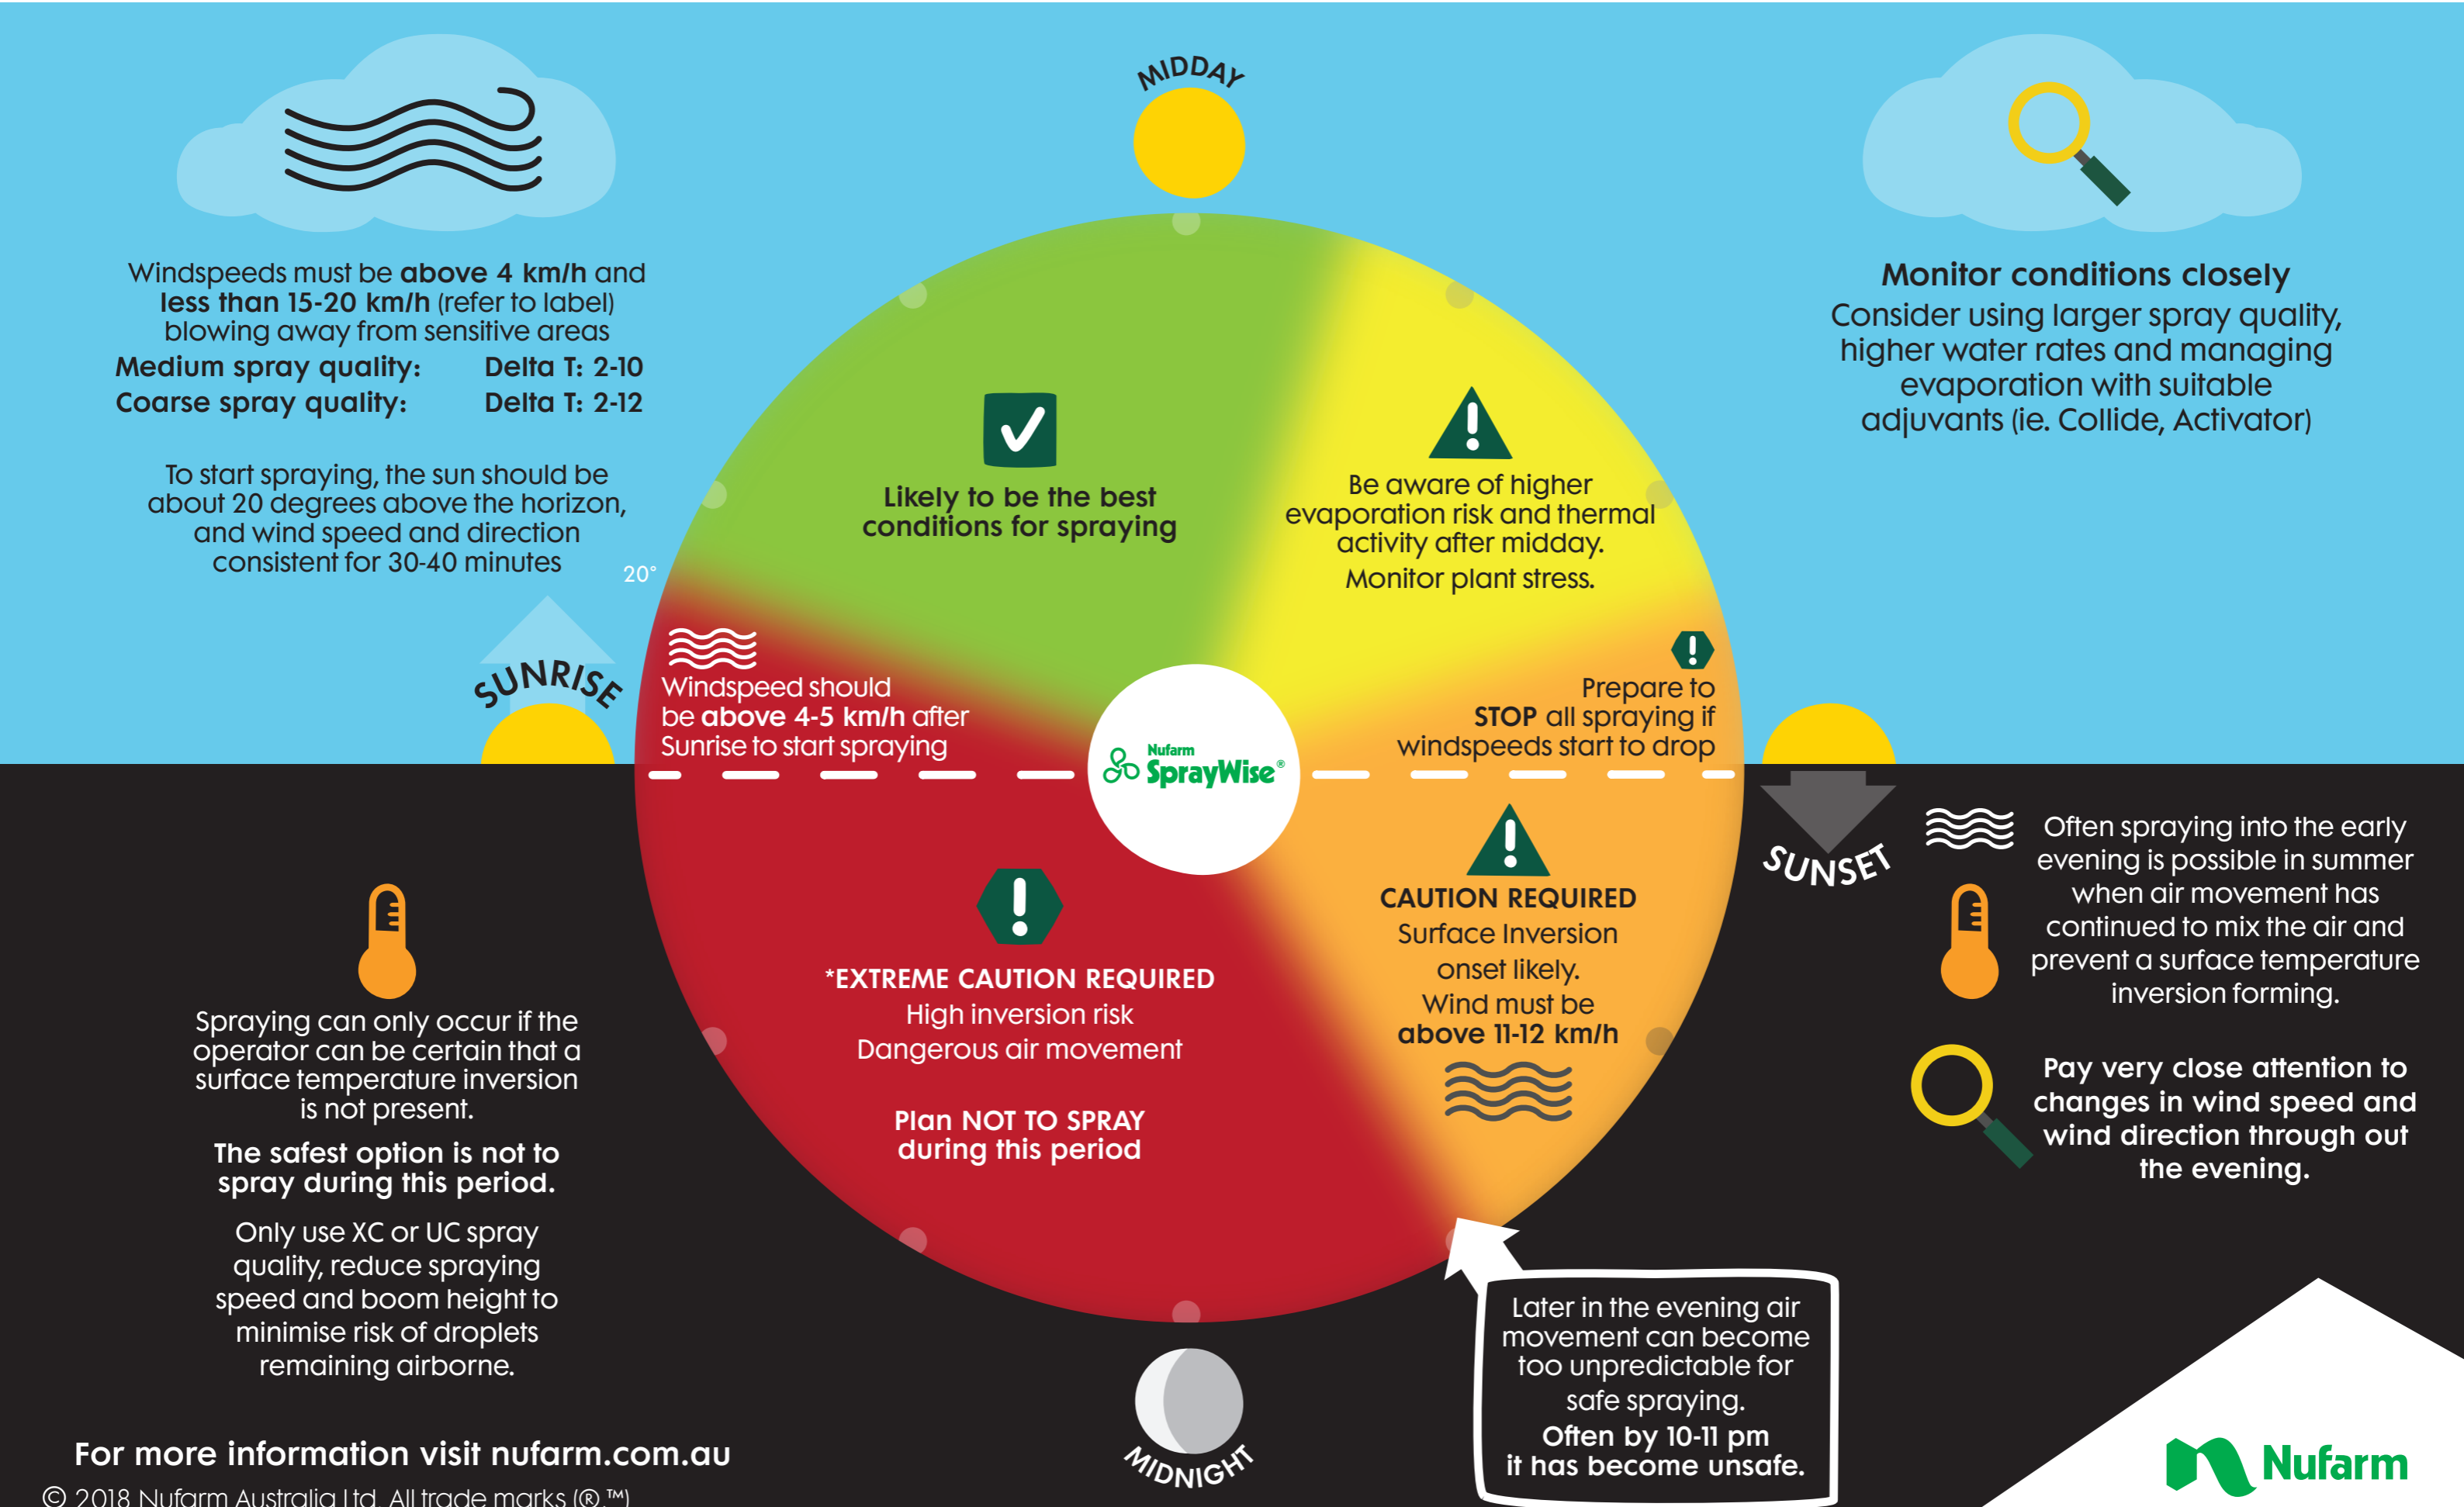 MIDDAY
Windspeeds must be above 4 km/h and
less than 15-20 km/h (refer to label)
blowing away from sensitive areas
Medium spray quality: Delta T: 2-10
Coarse spray quality: Delta T: 2-12
To start spraying, the sun should be
about 20 degrees above the horizon,
and wind speed and direction
consistent for 30-40 minutes
20°
SUNRISE
Monitor conditions closely
Consider using larger spray quality,
higher water rates and managing
evaporation with suitable
adjuvants (ie. Collide, Activator)
Likely to be the best
conditions for spraying
Be aware of higher
evaporation risk and thermal
activity after midday.
Monitor plant stress.
Windspeed should
be above 4-5 km/h after
Sunrise to start spraying
Prepare to
STOP all spraying if
windspeeds start to drop
Nufarm
SprayWise®
CAUTION REQUIRED
Surface Inversion
onset likely.
Wind must be
above 11-12 km/h
*EXTREME CAUTION REQUIRED
High inversion risk
Dangerous air movement
Plan NOT TO SPRAY
during this period
SUNSET
Often spraying into the early
evening is possible in summer
when air movement has
continued to mix the air and
prevent a surface temperature
inversion forming.
Pay very close attention to
changes in wind speed and
wind direction through out
the evening.
Spraying can only occur if the
operator can be certain that a
surface temperature inversion
is not present.
The safest option is not to
spray during this period.
Only use XC or UC spray
quality, reduce spraying
speed and boom height to
minimise risk of droplets
remaining airborne.
Later in the evening air
movement can become
too unpredictable for
safe spraying.
Often by 10-11 pm
it has become unsafe.
MIDNIGHT
For more information visit nufarm.com.au
© 2018 Nufarm Australia Ltd. All trade marks (®,™)
Nufarm